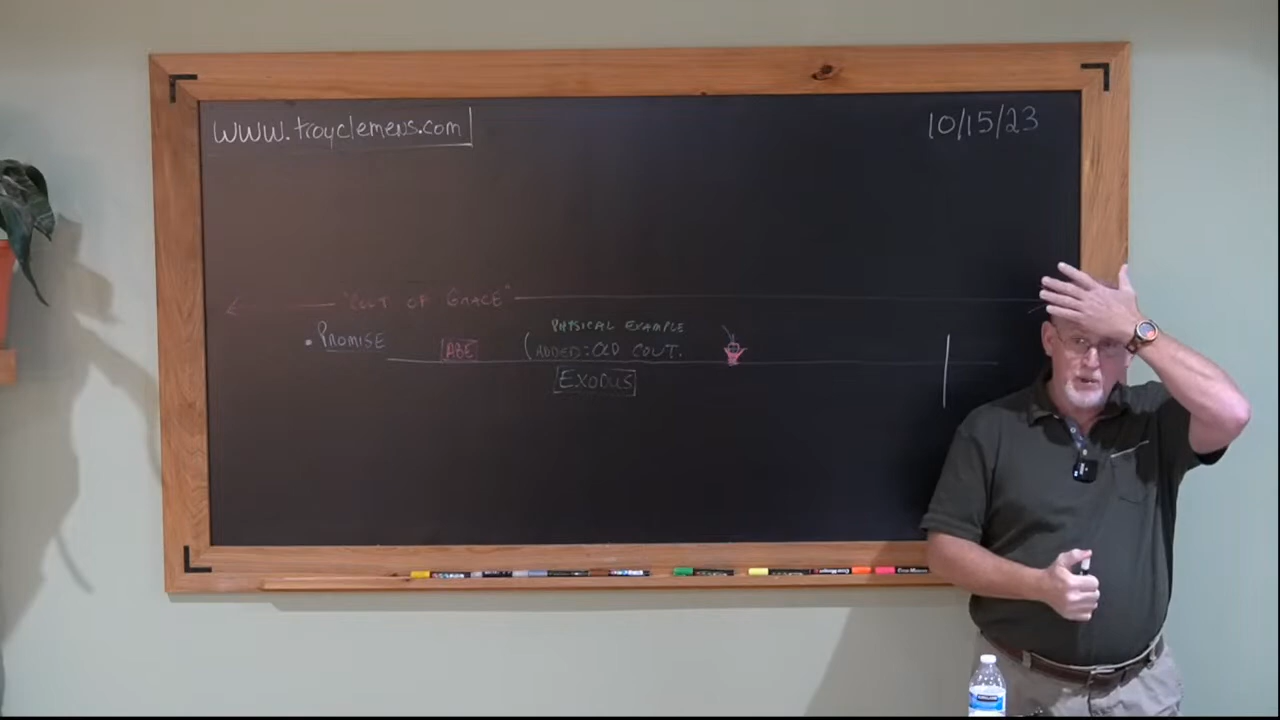 www.troyclemens.com
10/15/23
"COVT OF GRACE"
• PROMISE
ABE
PHYSICAL EXAMPLE
(ADDED: OLD COVT.
EXODUS